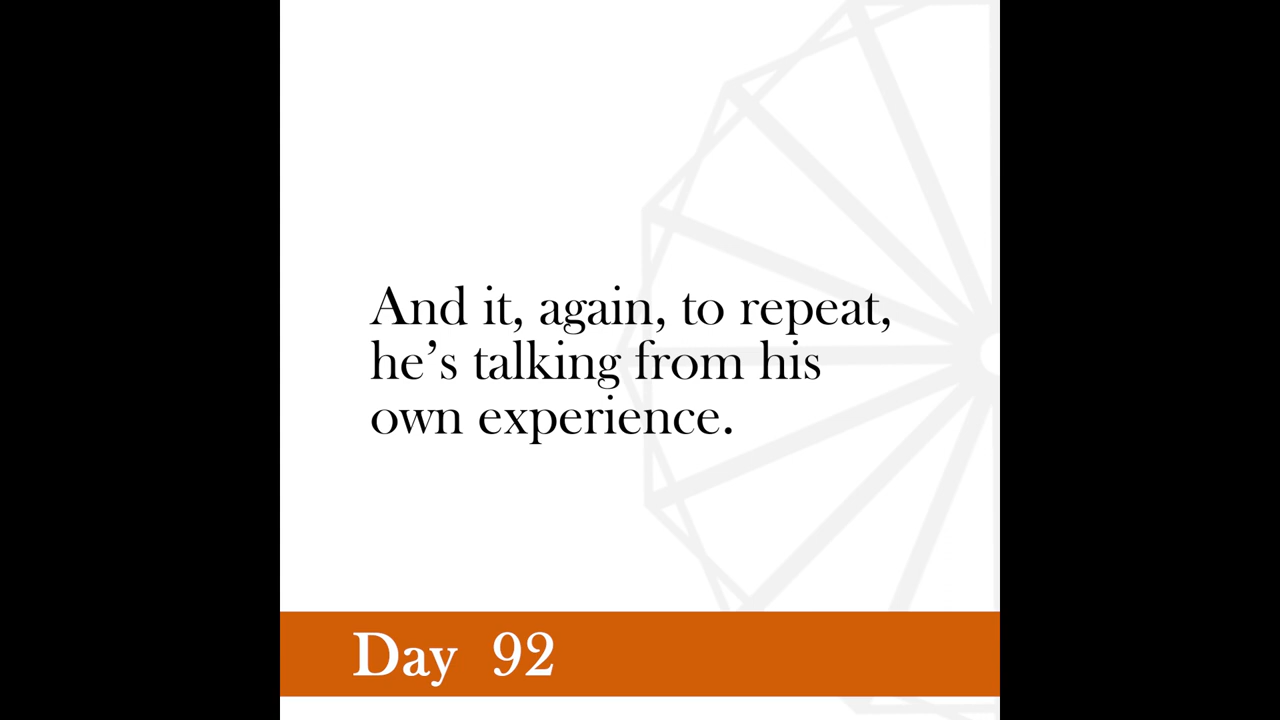 And it, again, to repeat,
he’s talking from his
own experience.
Day 92